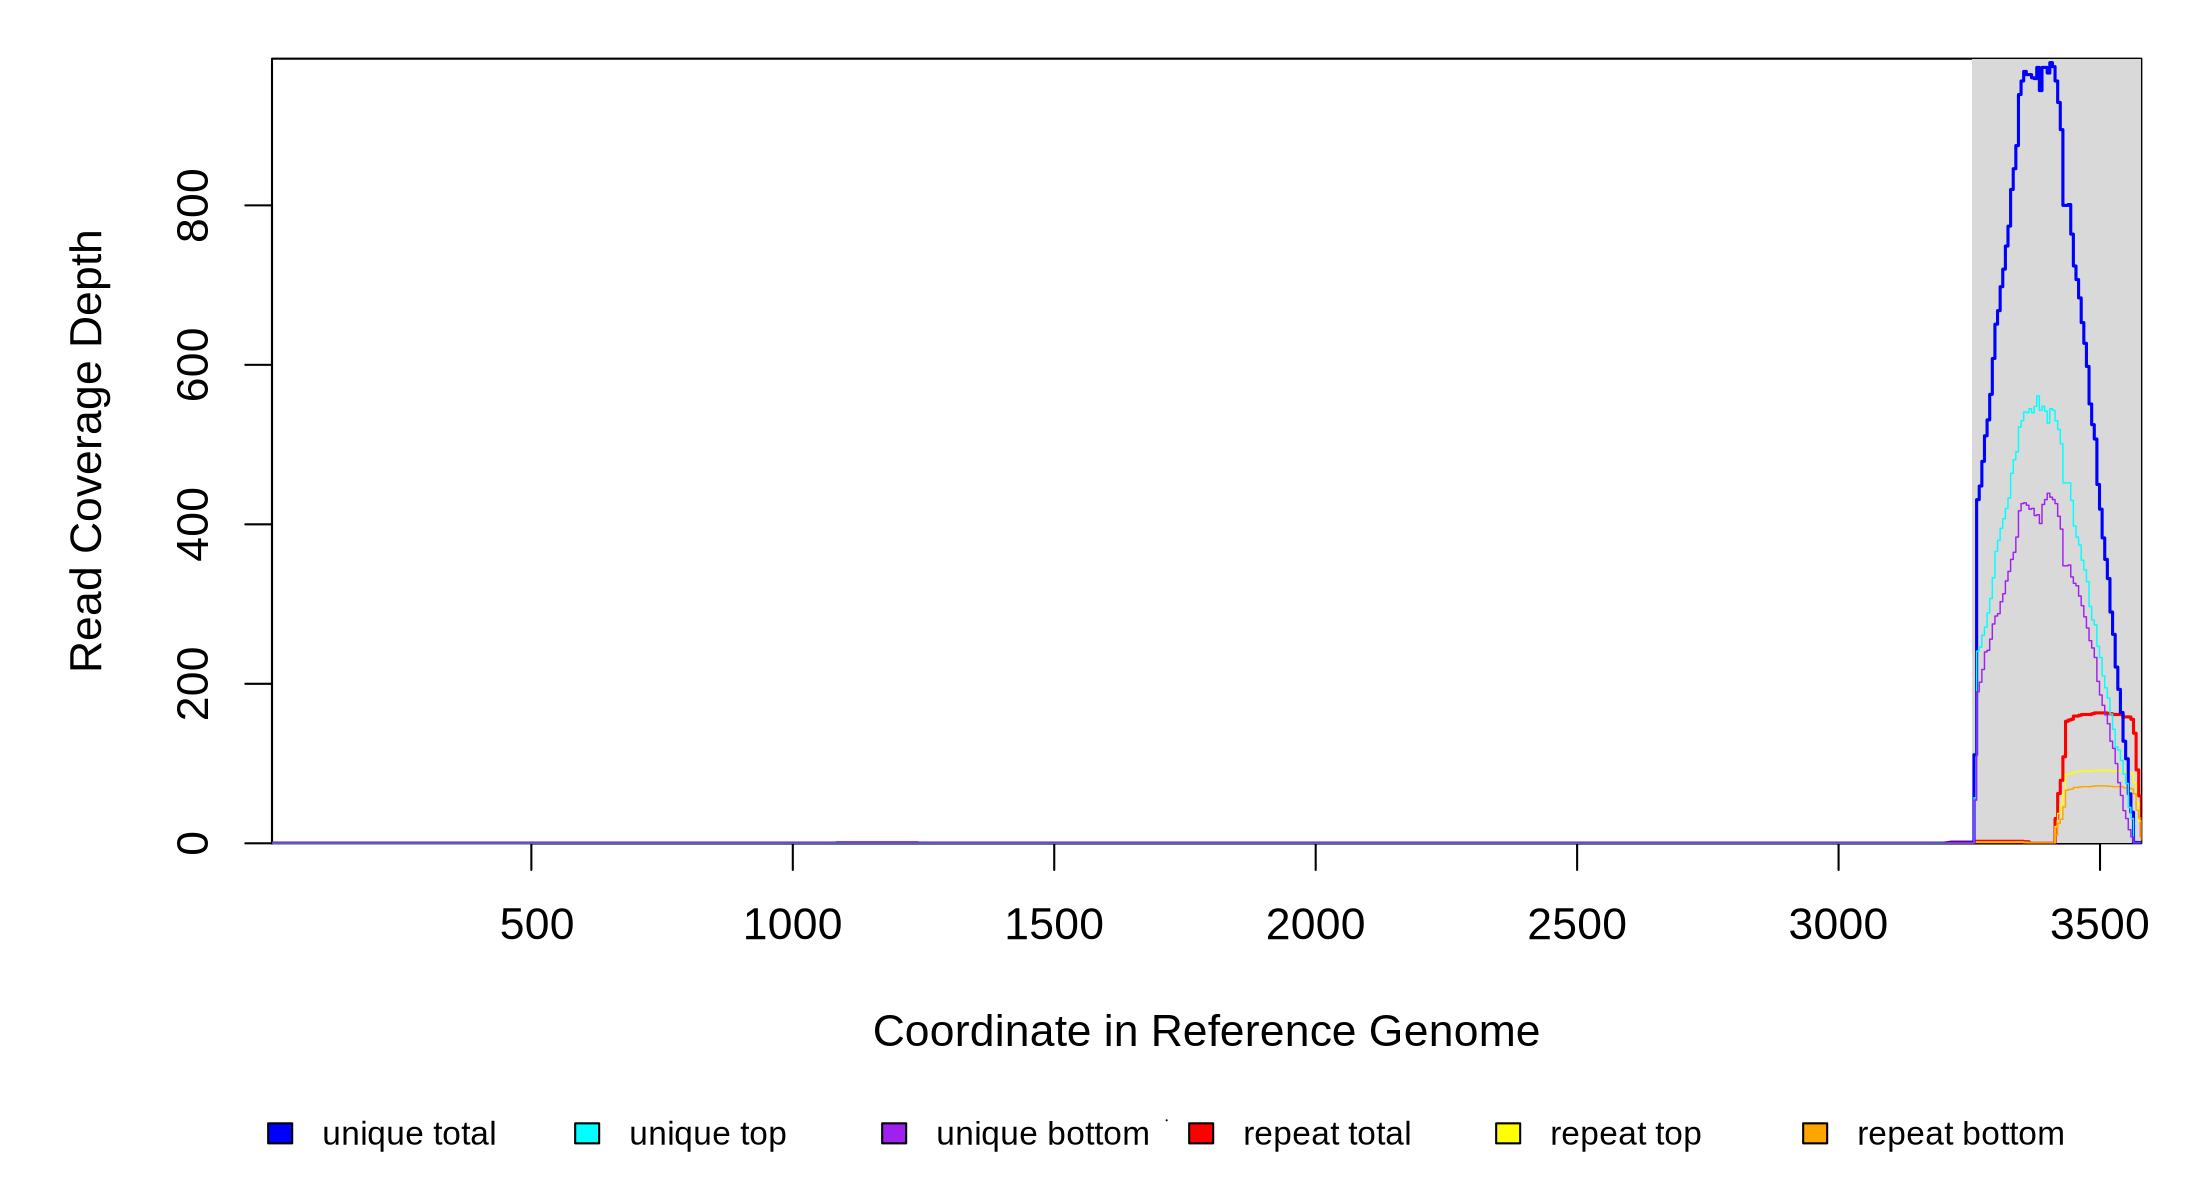 Read Coverage Depth
800
600
400
200
0
500 1000 1500 2000 2500 3000 3500
Coordinate in Reference Genome
unique total unique top unique bottom repeat total repeat top repeat bottom